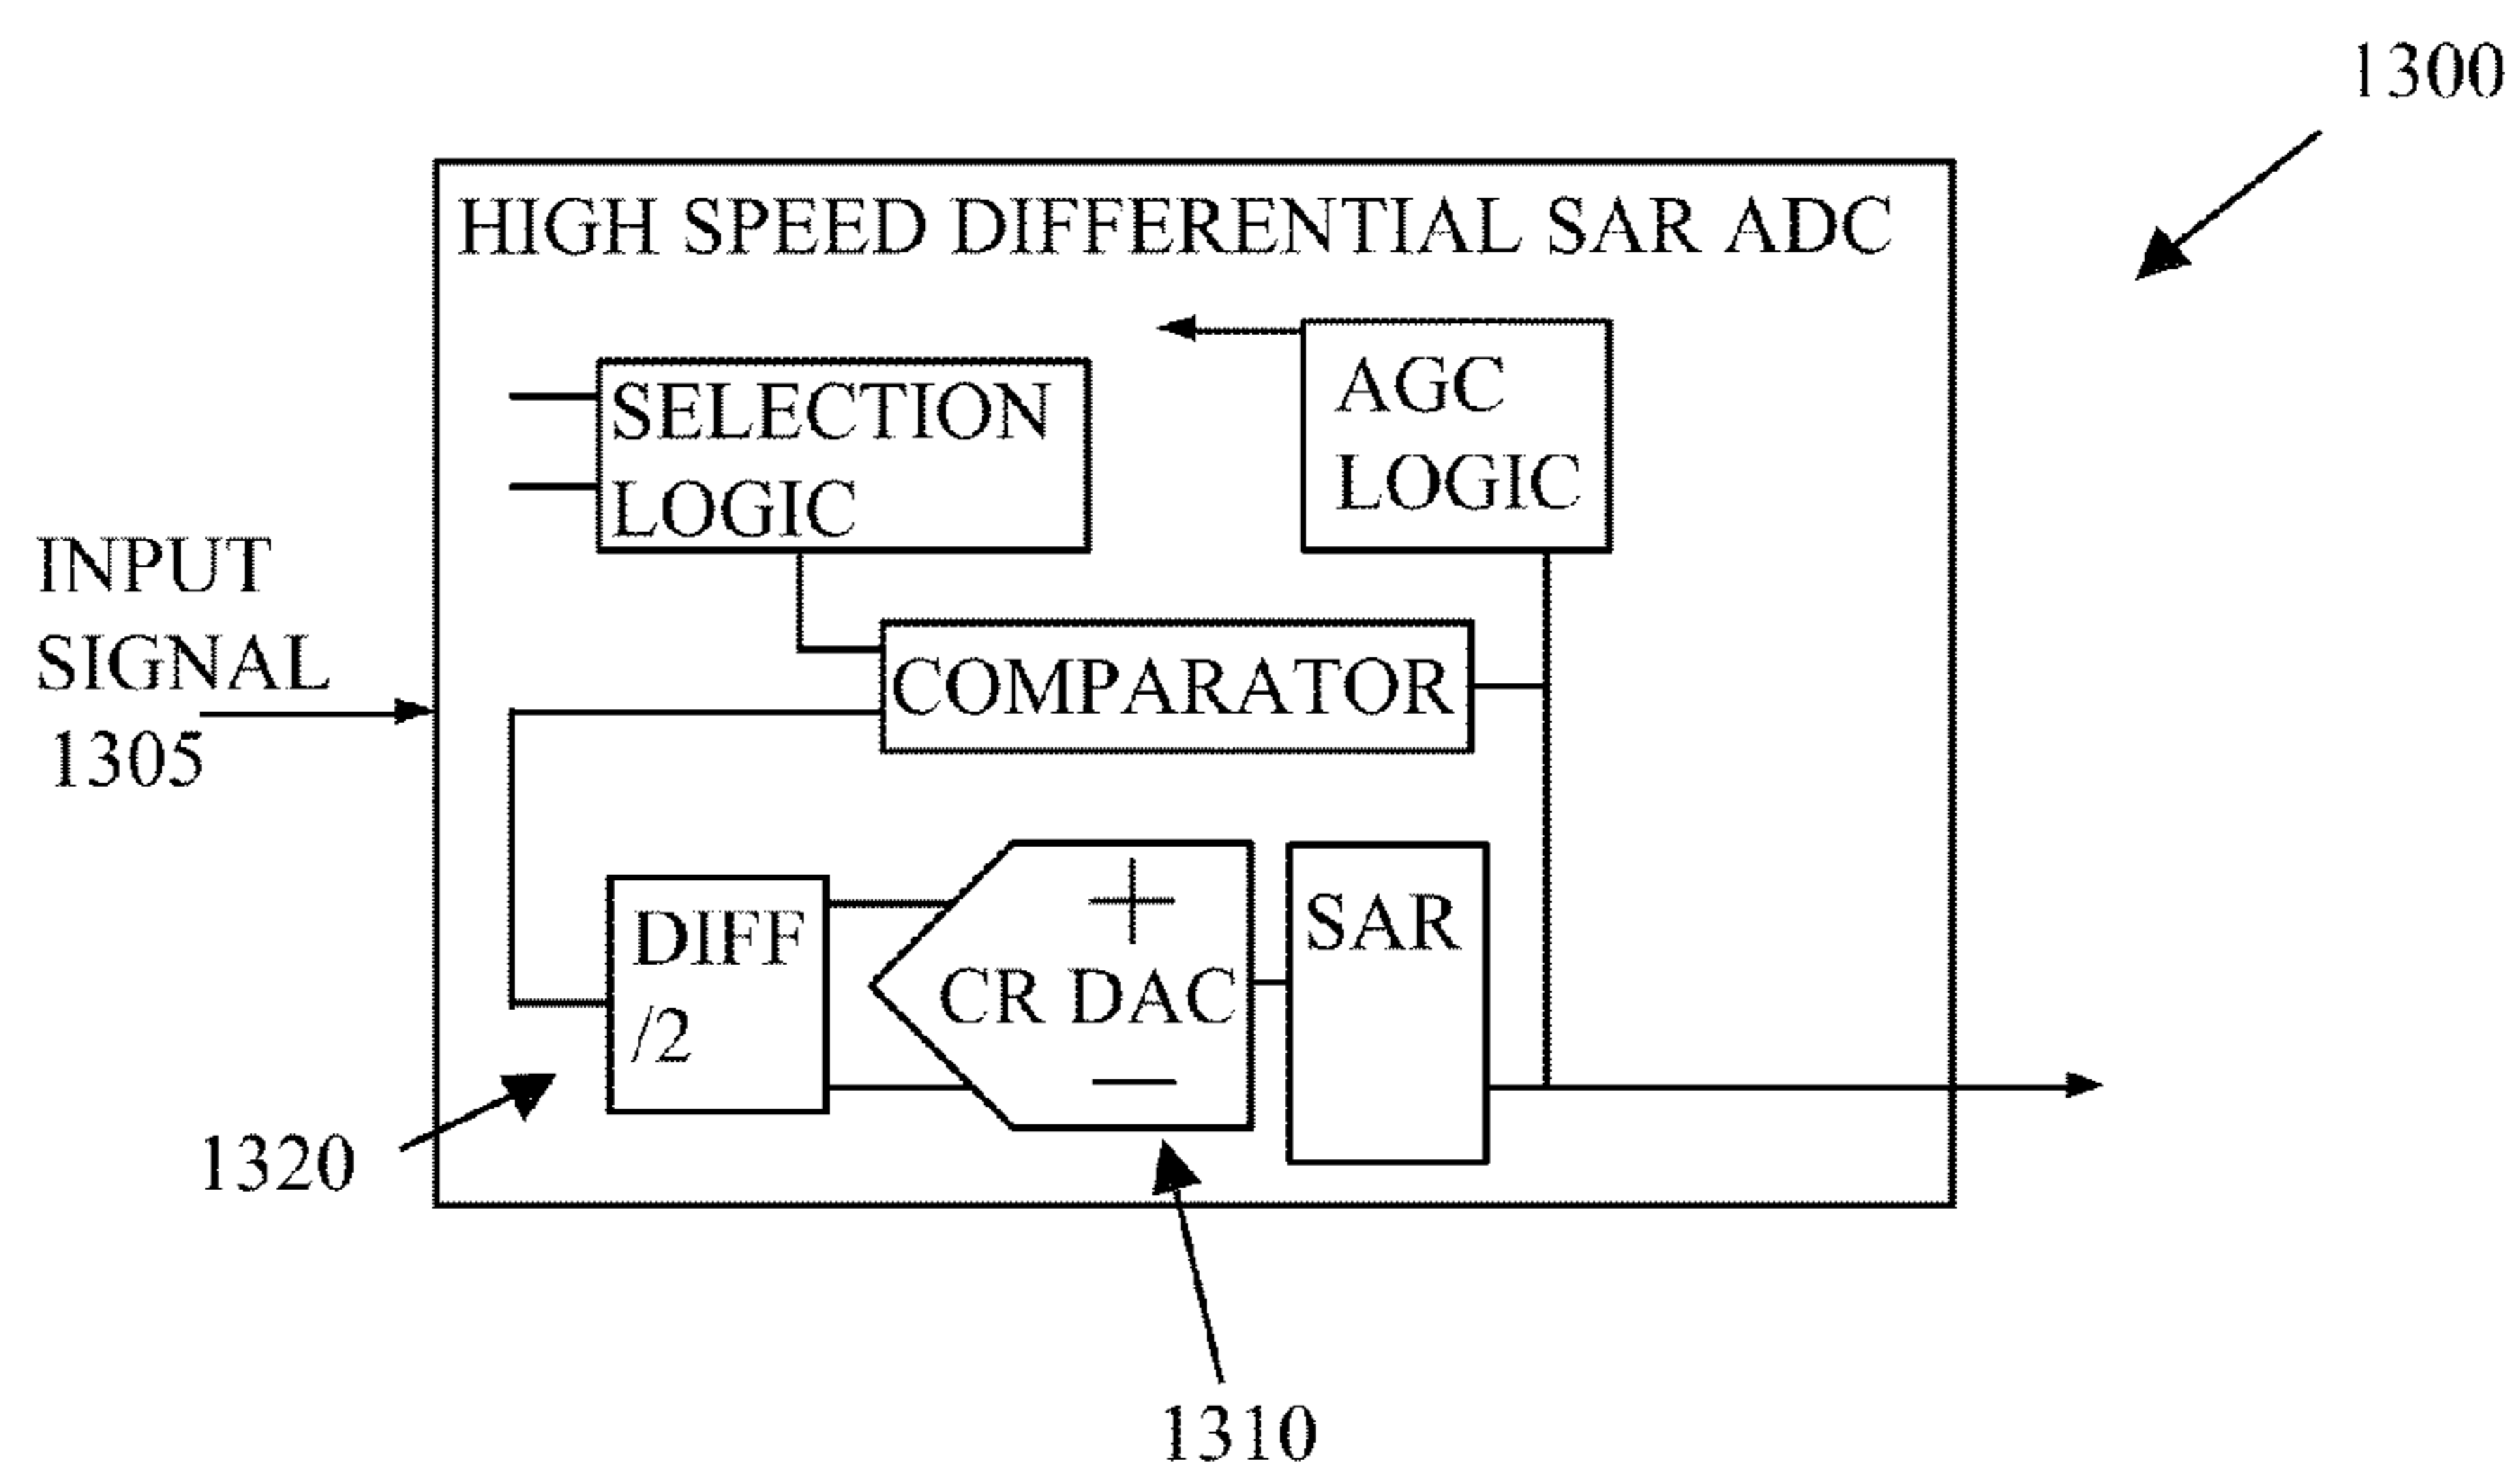 1300
HIGH SPEED DIFFERENTIAL SAR ADC
SELECTION
LOGIC
AGC
LOGIC
INPUT
SIGNAL
1305
COMPARATOR
DIFF
/2
+
CR DAC
—
SAR
1320
1310